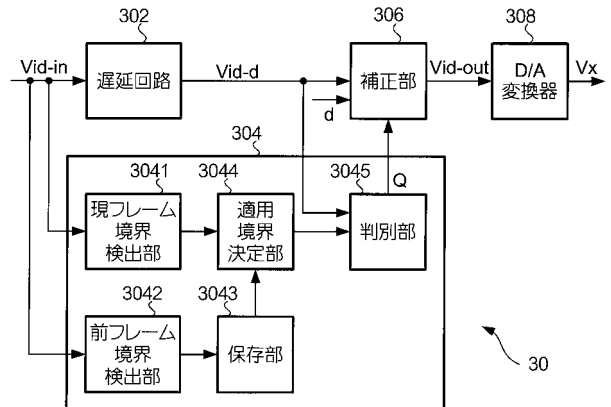 302
306
308
Vid-in
遅延回路
Vid-d
補正部
Vid-out
D/A
変換器
Vx
d
304
Q
3041
3044
3045
現フレーム
境界
検出部
適用
境界
決定部
判別部
3042
3043
前フレーム
境界
検出部
保存部
30